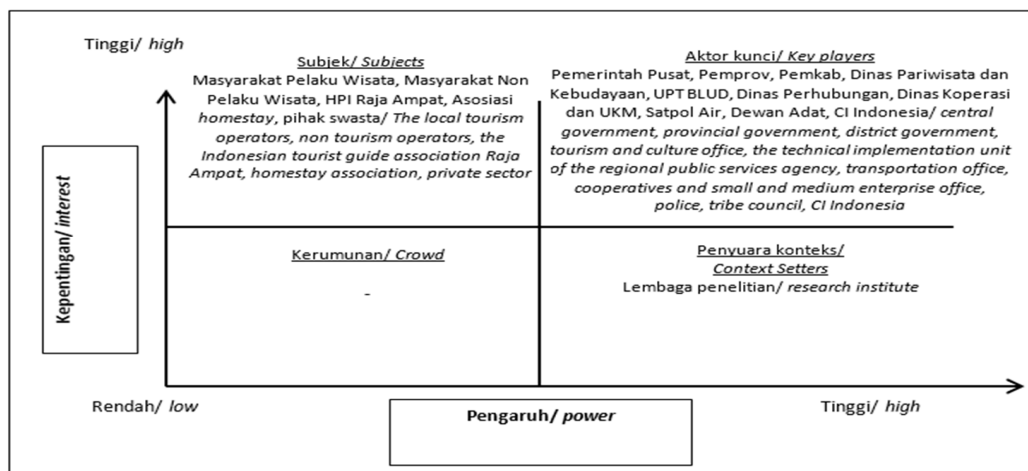 Tinggi/ high
Subjek/ Subjects
Masyarakat Pelaku Wisata, Masyarakat Non
Pelaku Wisata, HPI Raja Ampat, Asosiasi
homestay, pihak swasta/ The local tourism
operators, non tourism operators, the
Indonesian tourist guide association Raja
Ampat, homestay association, private sector
Aktor kunci/ Key players
Pemerintah Pusat, Pemprov, Pemkab, Dinas Pariwisata dan
Kebudayaan, UPT BLUD, Dinas Perhubungan, Dinas Koperasi
dan UKM, Satpol Air, Dewan Adat, CI Indonesia/ central
government, provincial government, district government,
tourism and culture office, the technical implementation unit
of the regional public services agency, transportation office,
cooperatives and small and medium enterprise office,
police, tribe council, CI Indonesia
Kepentingan/ interest
Kerumunan/ Crowd
-
Penyuara konteks/
Context Setters
Lembaga penelitian/ research institute
Rendah/ low
Pengaruh/ power
Tinggi/ high